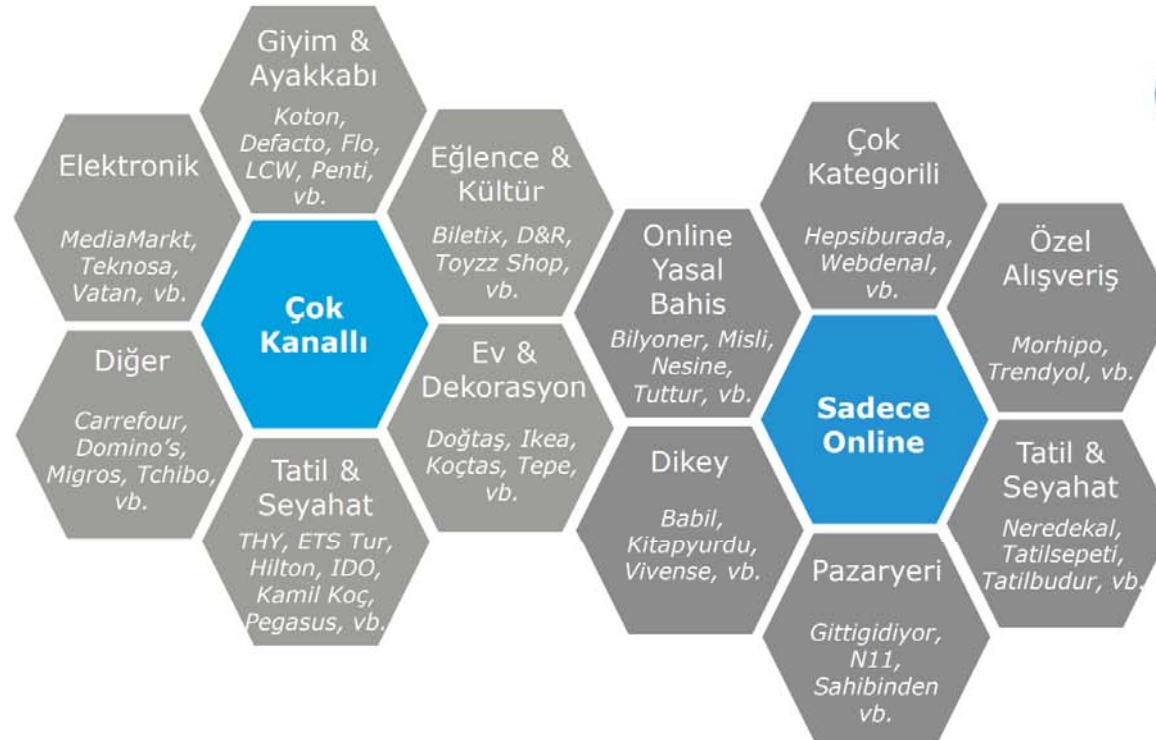 Giyim &
Ayakkabı
Koton,
Defacto, Flo,
LCW, Penti,
vb.
Elektronik
MediaMarkt,
Teknosa,
Vatan, vb.
Eğlence &
Kültür
Biletix, D&R,
Toyzz Shop,
vb.
Çok
Kanallı
Diğer
Carrefour,
Domino's,
Migros, Tchibo,
vb.
Ev &
Dekorasyon
Doğtaş, Ikea,
Koçtas, Tepe,
vb.
Tatil &
Seyahat
THY, ETS Tur,
Hilton, IDO,
Kamil Koç,
Pegasus, vb.
Çok
Kategorili
Hepsiburada,
Webdenal,
vb.
Online
Yasal
Bahis
Bilyoner, Misli,
Nesine,
Tuttur, vb.
Özel
Alışveriş
Morhipo,
Trendyol, vb.
Sadece
Online
Dikey
Babil,
Kitapyurdu,
Vivense, vb.
Tatil &
Seyahat
Neredekal,
Tatilsepeti,
Tatilbudur, vb.
Pazaryeri
Gittigidiyor,
N11,
Sahibinden
vb.